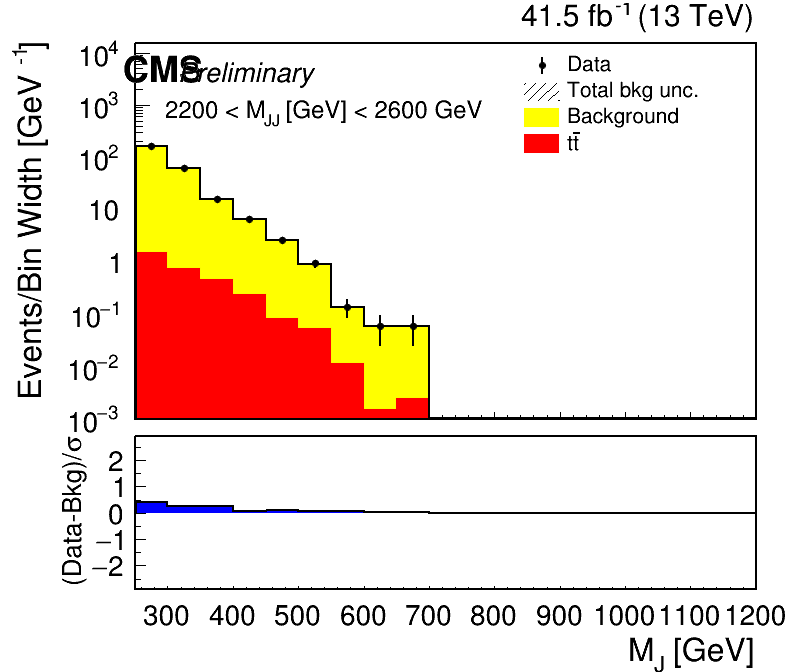 41.5 fb⁻¹ (13 TeV)
CMS Preliminary
2200 < M_JJ [GeV] < 2600 GeV
Data
Total bkg unc.
Background
tt̄
Events/Bin Width [GeV⁻¹]
10⁴
10³
10²
10
1
10⁻¹
10⁻²
10⁻³
(Data-Bkg)/σ
2
1
0
−1
−2
300 400 500 600 700 800 900 1000 1100 1200
M_J [GeV]